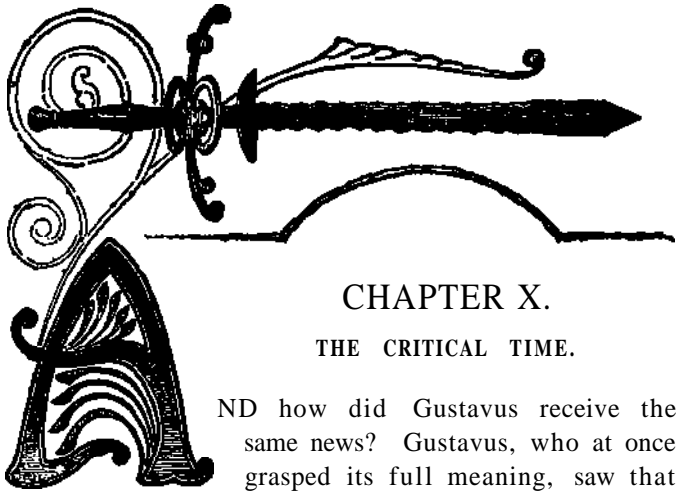 CHAPTER X.
THE CRITICAL TIME.
AND how did Gustavus receive the
same news? Gustavus, who at once
grasped its full meaning, saw that